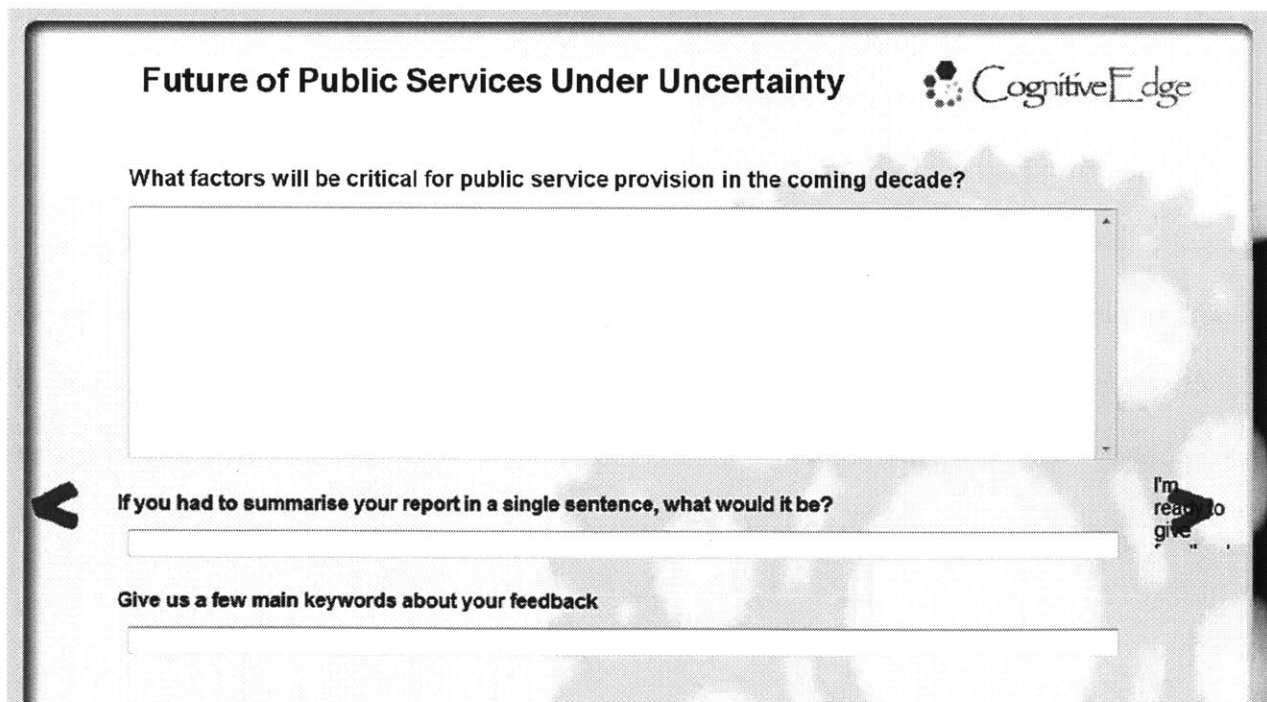 Future of Public Services Under Uncertainty
CognitiveEdge
What factors will be critical for public service provision in the coming decade?
If you had to summarise your report in a single sentence, what would it be?
I'm
ready to
give
Give us a few main keywords about your feedback